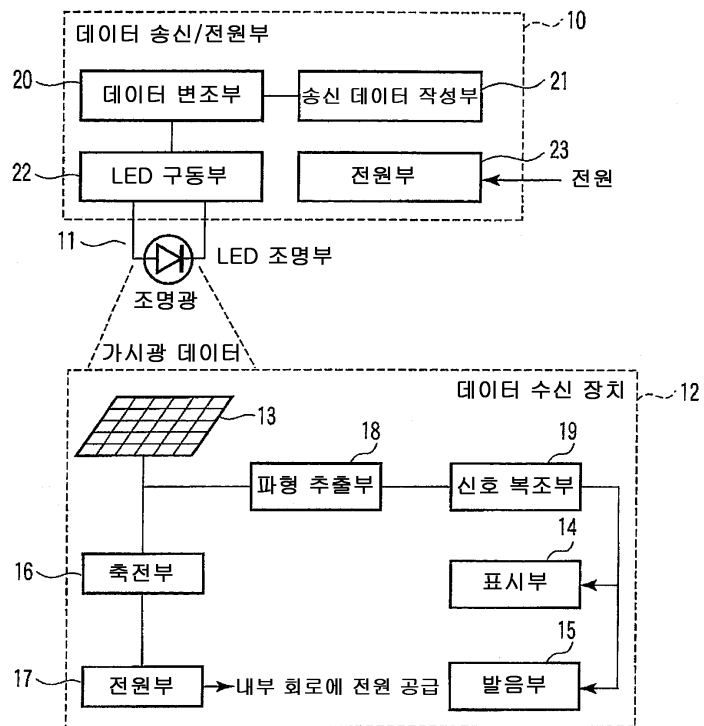 데이터 송신/전원부
10
20
데이터 변조부
송신 데이터 작성부
21
22
LED 구동부
전원부
23
전원
11
LED 조명부
조명광
가시광 데이터
데이터 수신 장치
12
13
18
파형 추출부
19
신호 복조부
14
표시부
16
축전부
15
발음부
17
전원부
내부 회로에 전원 공급